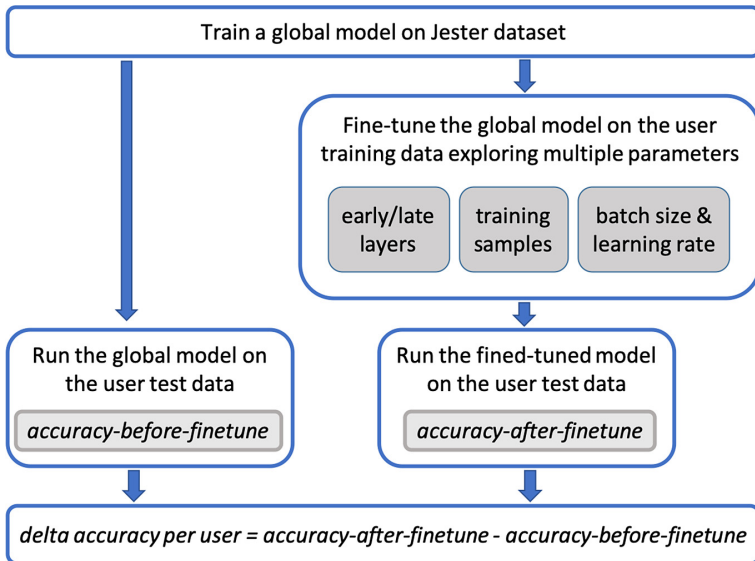 Train a global model on Jester dataset
Fine-tune the global model on the user
training data exploring multiple parameters
early/late
layers
training
samples
batch size &
learning rate
Run the global model on
the user test data
accuracy-before-finetune
Run the fined-tuned model
on the user test data
accuracy-after-finetune
delta accuracy per user = accuracy-after-finetune - accuracy-before-finetune